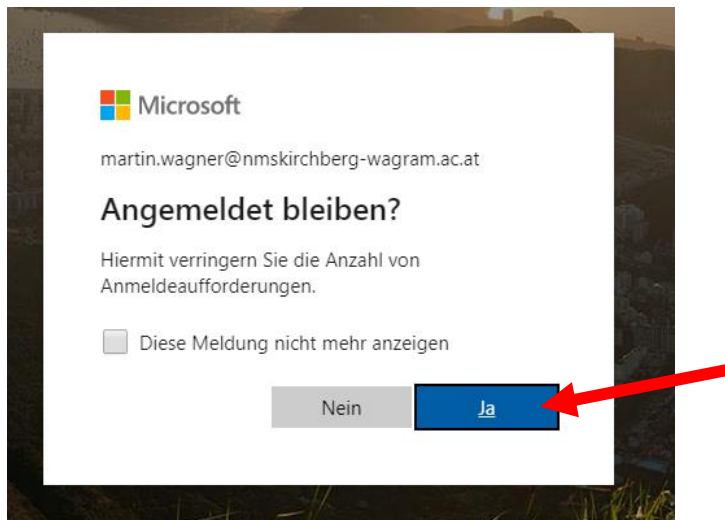 Microsoft
martin.wagner@nmskirchberg-wagram.ac.at
Angemeldet bleiben?
Hiermit verringern Sie die Anzahl von
Anmeldeaufforderungen.
Diese Meldung nicht mehr anzeigen
Nein Ja